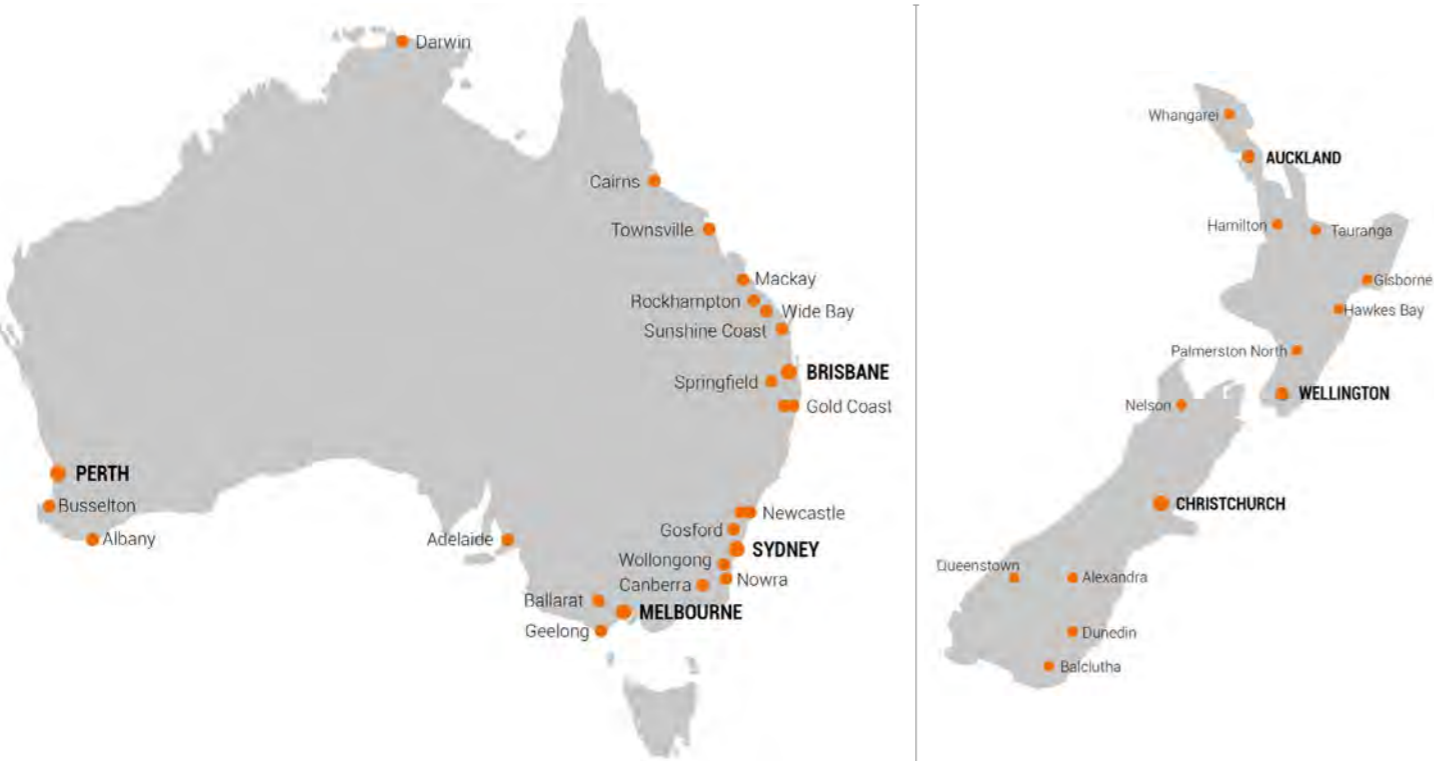 Darwin
Cairns
Townsville
Mackay
Rockhampton
Wide Bay
Sunshine Coast
BRISBANE
Springfield
Gold Coast
PERTH
Busselton
Albany
Adelaide
Newcastle
Gosford
SYDNEY
Wollongong
Nowra
Canberra
Ballarat
MELBOURNE
Geelong
Whangarei
AUCKLAND
Hamilton
Tauranga
Gisborne
Hawkes Bay
Palmerston North
WELLINGTON
Nelson
CHRISTCHURCH
Queenstown
Alexandra
Dunedin
Balclutha